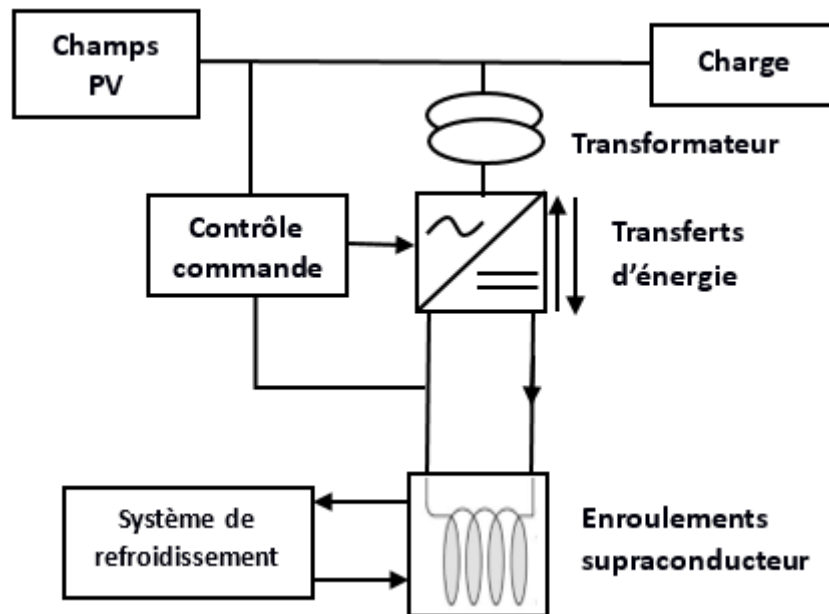 Champs
PV
Charge
Transformateur
Contrôle
commande
Transferts
d’énergie
Système de
refroidissement
Enroulements
supraconducteur